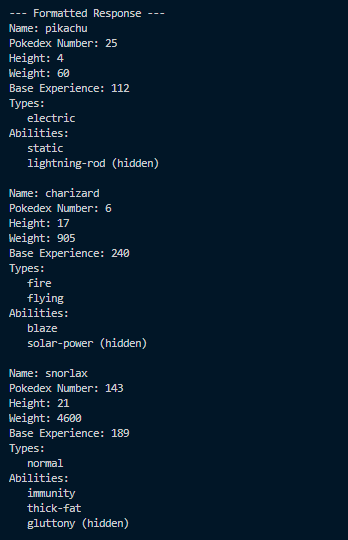 --- Formatted Response ---
Name: pikachu
Pokedex Number: 25
Height: 4
Weight: 60
Base Experience: 112
Types:
electric
Abilities:
static
lightning-rod (hidden)
Name: charizard
Pokedex Number: 6
Height: 17
Weight: 905
Base Experience: 240
Types:
fire
flying
Abilities:
blaze
solar-power (hidden)
Name: snorlax
Pokedex Number: 143
Height: 21
Weight: 4600
Base Experience: 189
Types:
normal
Abilities:
immunity
thick-fat
gluttony (hidden)